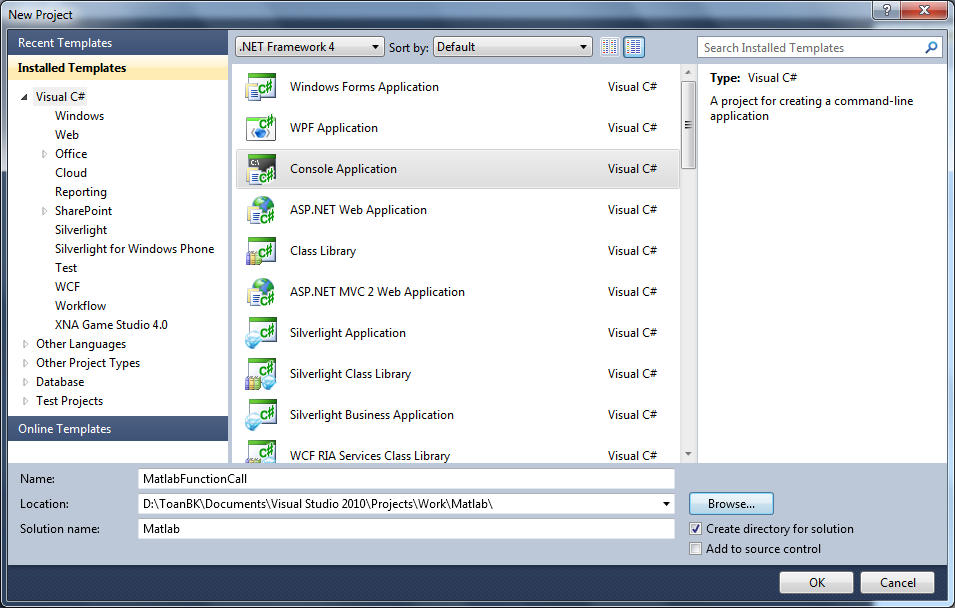 New Project
Recent Templates
Installed Templates
Visual C#
Windows
Web
Office
Cloud
Reporting
SharePoint
Silverlight
Silverlight for Windows Phone
Test
WCF
Workflow
XNA Game Studio 4.0
Other Languages
Other Project Types
Database
Test Projects
Online Templates
.NET Framework 4 Sort by: Default
Windows Forms Application Visual C#
WPF Application Visual C#
Console Application Visual C#
ASP.NET Web Application Visual C#
Class Library Visual C#
ASP.NET MVC 2 Web Application Visual C#
Silverlight Application Visual C#
Silverlight Class Library Visual C#
Silverlight Business Application Visual C#
WCF RIA Services Class Library Visual C#
Search Installed Templates
Type: Visual C#
A project for creating a command-line
application
Name: MatlabFunctionCall
Location: D:\ToanBK\Documents\Visual Studio 2010\Projects\Work\Matlab\ Browse...
Solution name: Matlab
Create directory for solution
Add to source control
OK Cancel